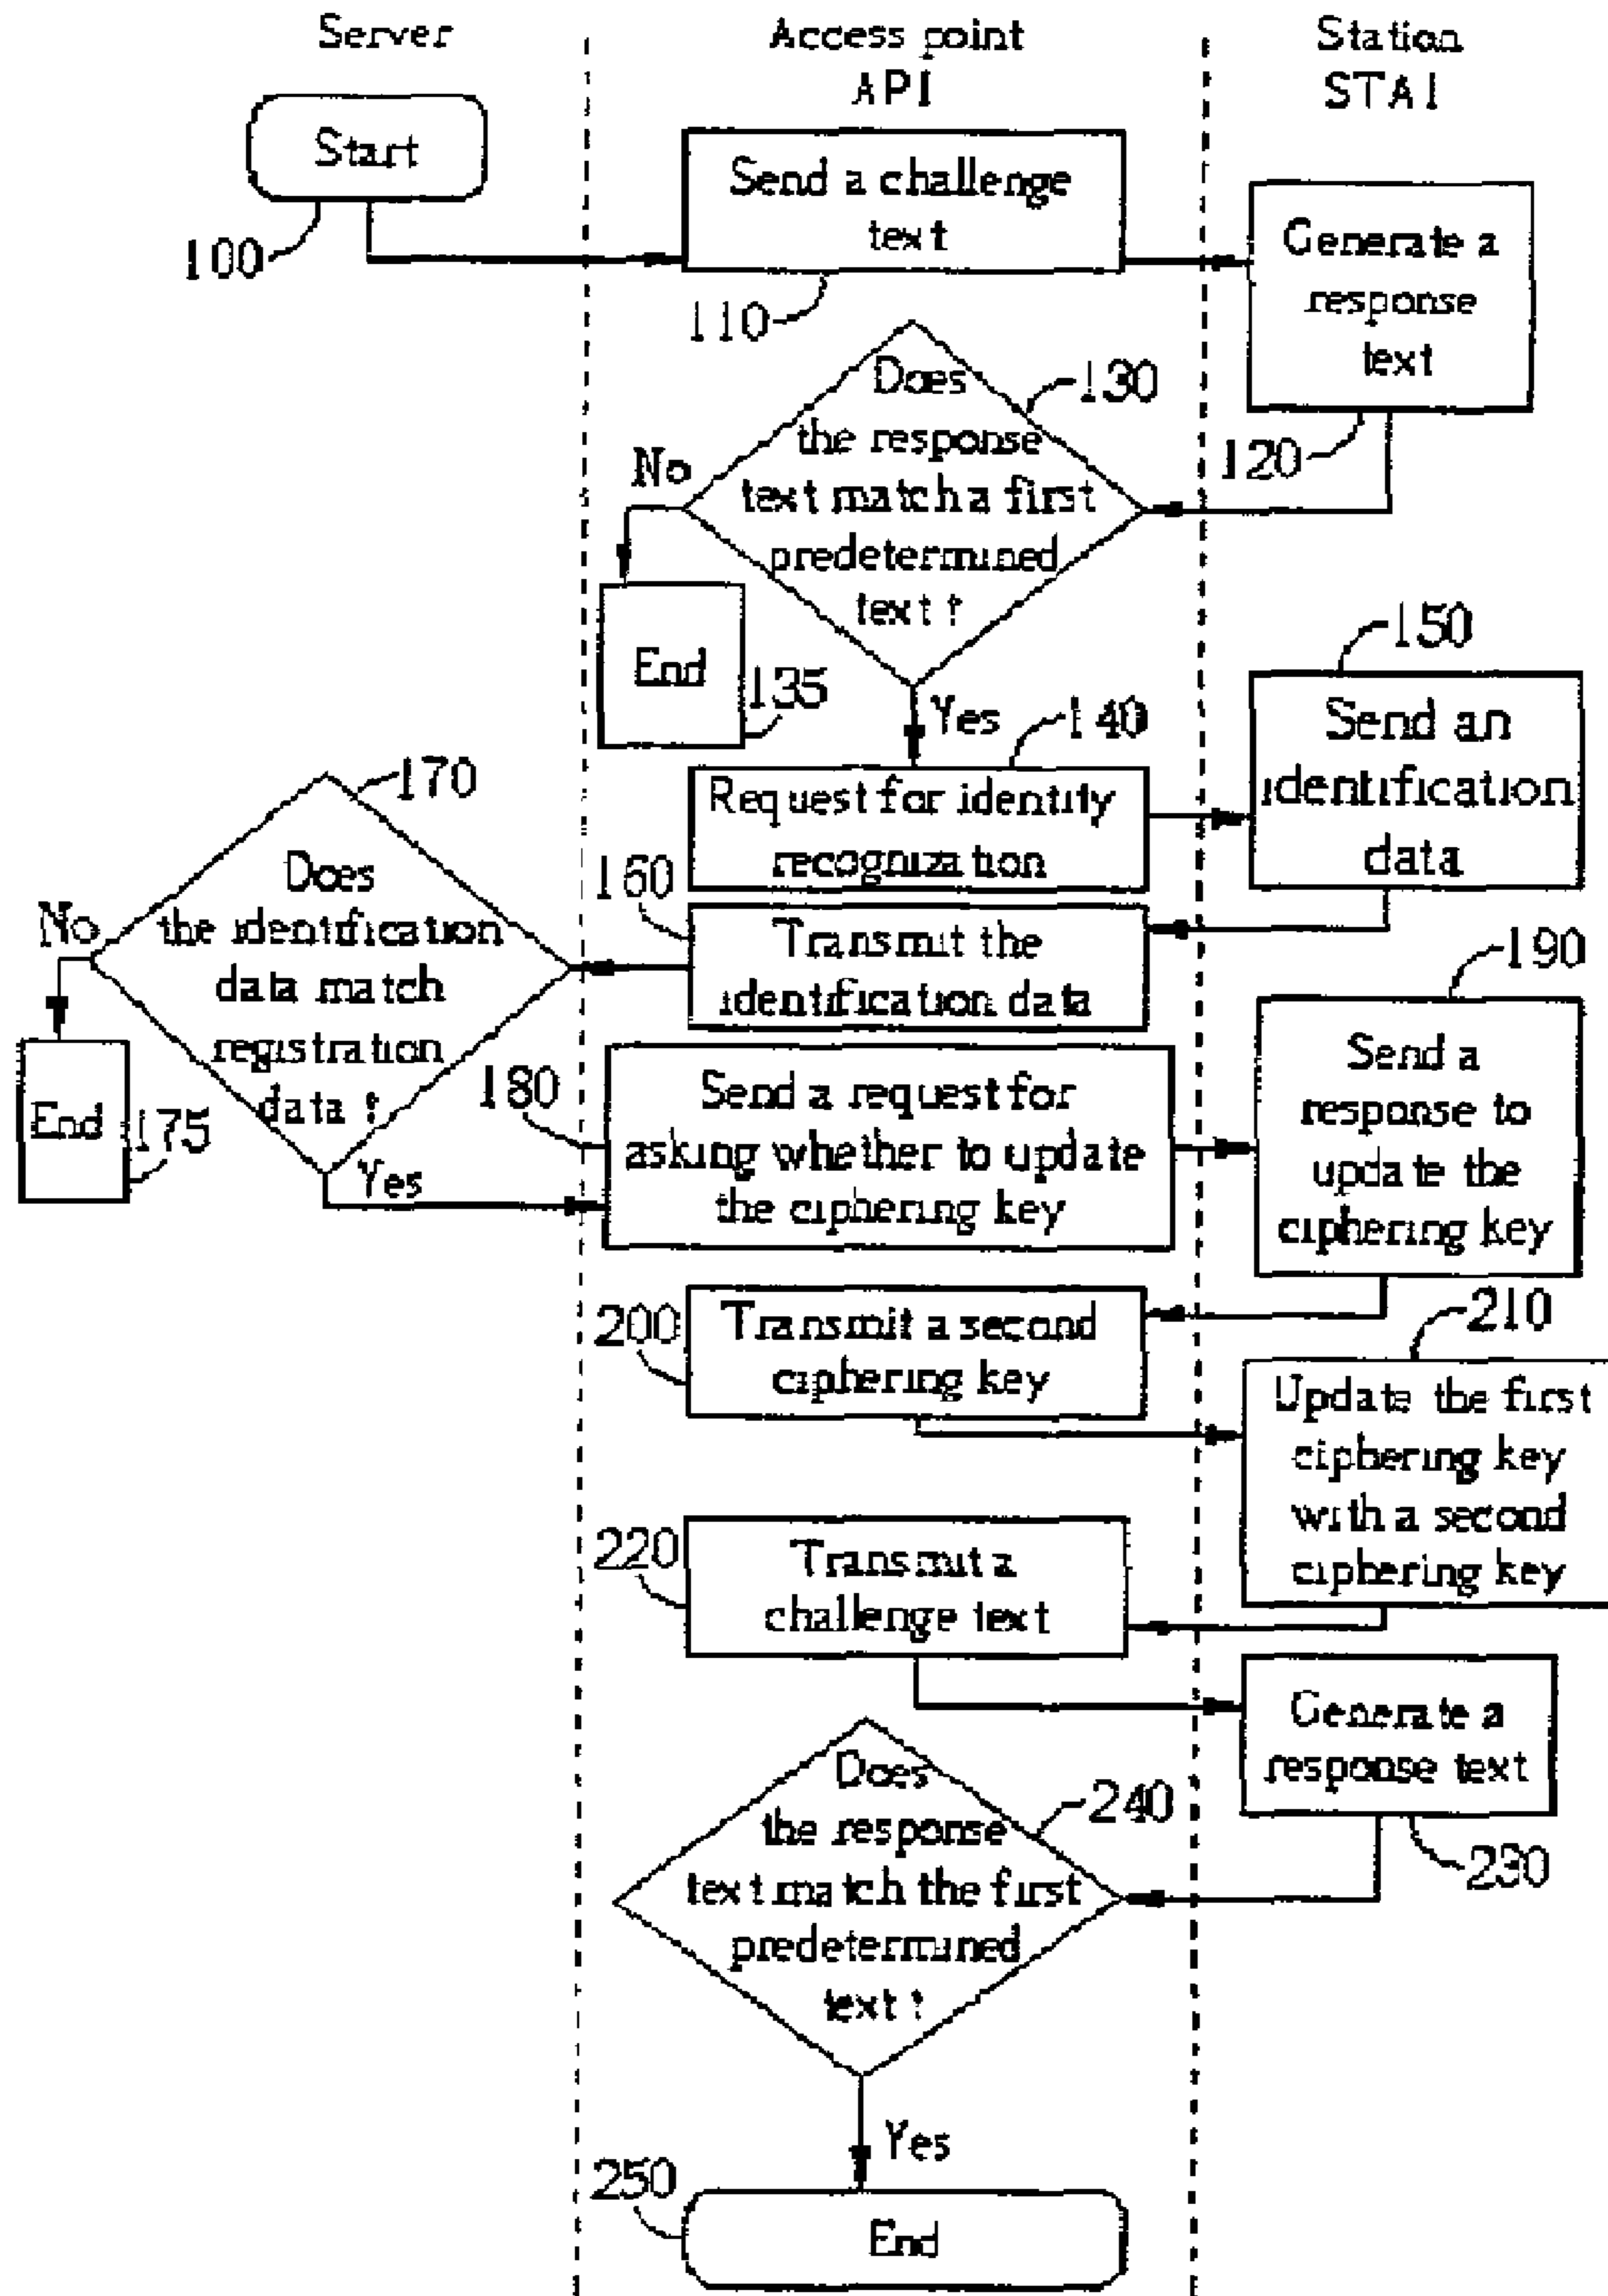 Server
Access point
AP1
Station
STA1
Start
100
Send a challenge
text
110
Generate a
response
text
120
Does
the response
text match a first
predetermined
text ?
130
No
End
135
Yes
140
Request for identity
recognization
150
Send an
identification
data
160
Transmit the
identification data
170
Does
the identification
data match
registration
data ?
No
End
175
Yes
180
Send a request for
asking whether to update
the ciphering key
190
Send a
response to
update the
ciphering key
200
Transmit a second
ciphering key
210
Update the first
ciphering key
with a second
ciphering key
220
Transmit a
challenge text
Generate a
response text
230
Does
the response
text match the first
predetermined
text ?
240
Yes
250
End